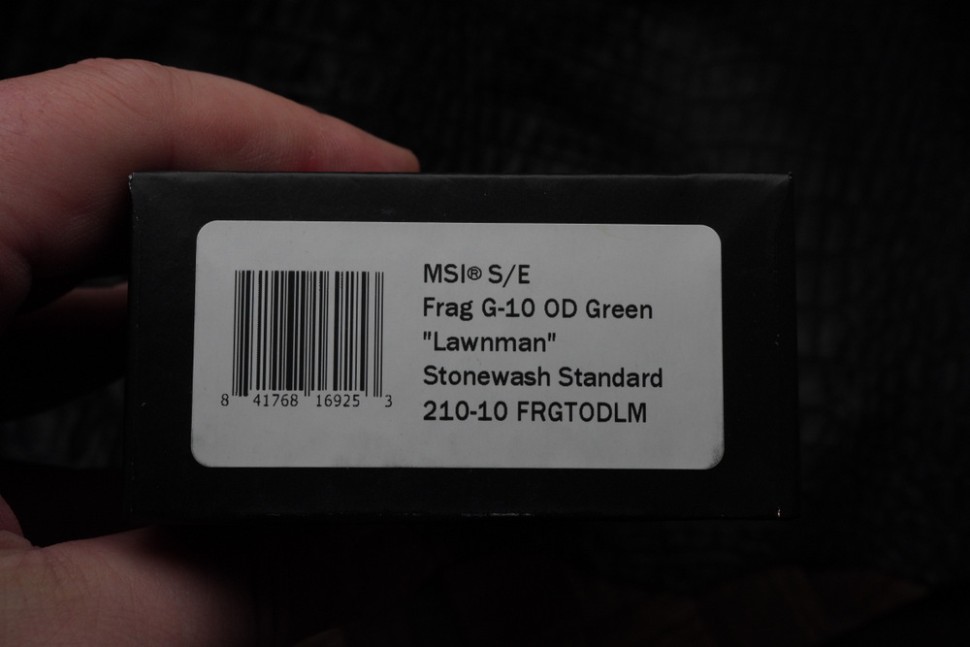 MSI® S/E
Frag G-10 OD Green
"Lawnman"
Stonewash Standard
210-10 FRGTODLM
8 41768 16925 3